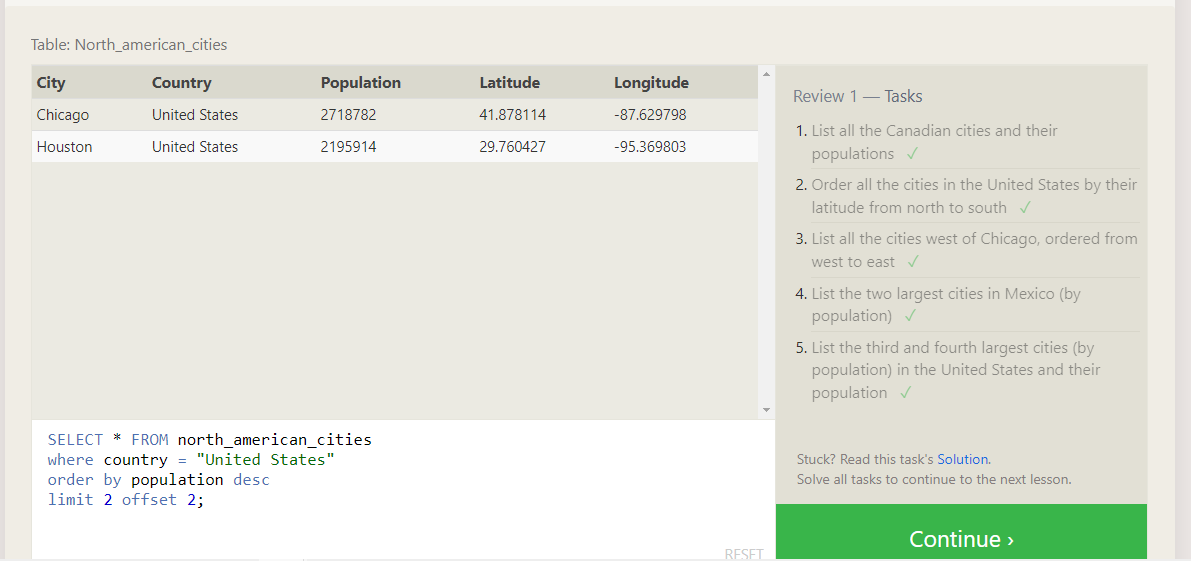 Table: North_american_cities
City Country Population Latitude Longitude
Chicago United States 2718782 41.878114 -87.629798
Houston United States 2195914 29.760427 -95.369803
SELECT * FROM north_american_cities
where country = "United States"
order by population desc
limit 2 offset 2;
RESET
Review 1 — Tasks
1. List all the Canadian cities and their
populations ✓
2. Order all the cities in the United States by their
latitude from north to south ✓
3. List all the cities west of Chicago, ordered from
west to east ✓
4. List the two largest cities in Mexico (by
population) ✓
5. List the third and fourth largest cities (by
population) in the United States and their
population ✓
Stuck? Read this task's Solution.
Solve all tasks to continue to the next lesson.
Continue ›